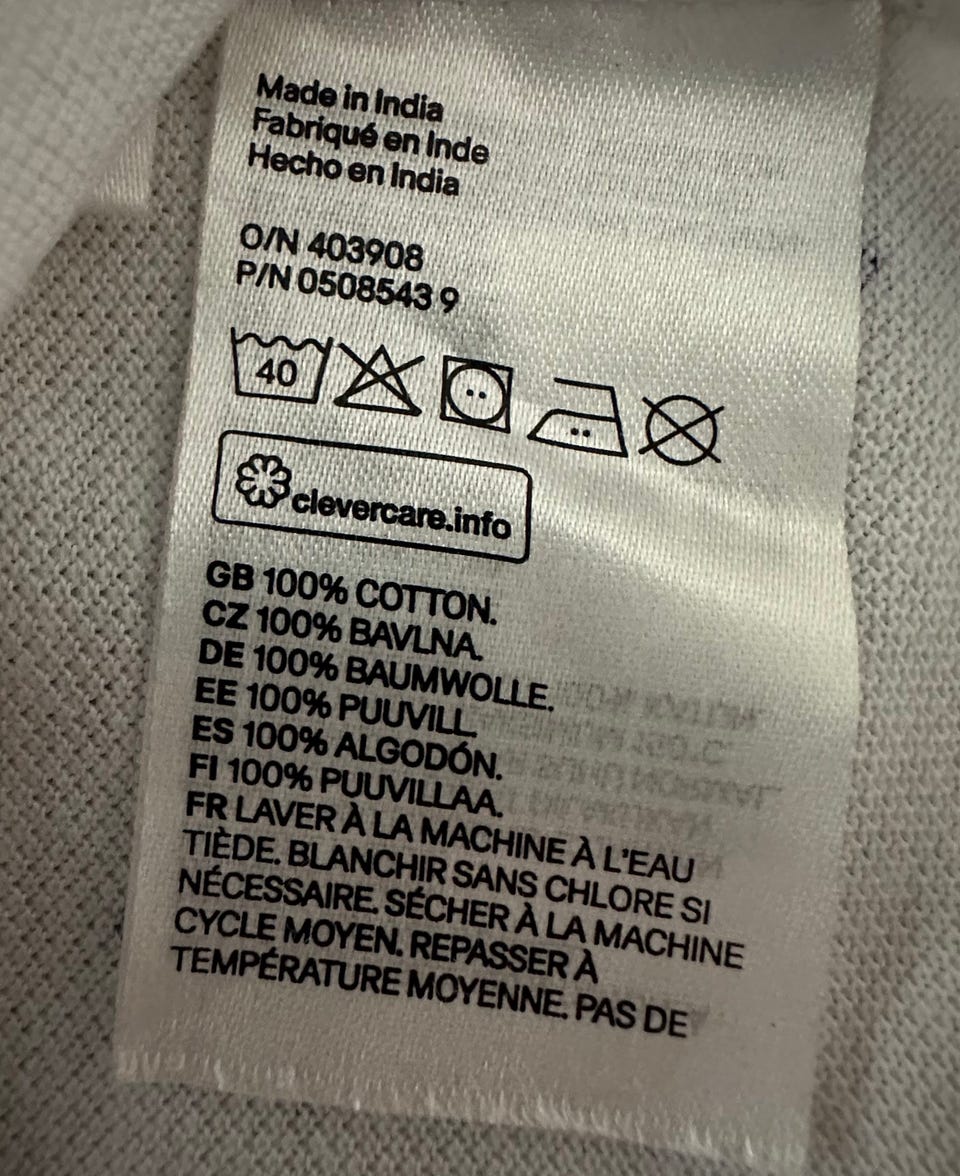 Made in India
Fabriqué en Inde
Hecho en India
O/N 403908
P/N 0508543 9
40
clevercare.info
GB 100% COTTON.
CZ 100% BAVLNA.
DE 100% BAUMWOLLE.
EE 100% PUUVILL.
ES 100% ALGODÓN.
FI 100% PUUVILLAA.
FR LAVER À LA MACHINE À L'EAU
TIÈDE. BLANCHIR SANS CHLORE SI
NÉCESSAIRE. SÉCHER À LA MACHINE
CYCLE MOYEN. REPASSER À
TEMPÉRATURE MOYENNE. PAS DE